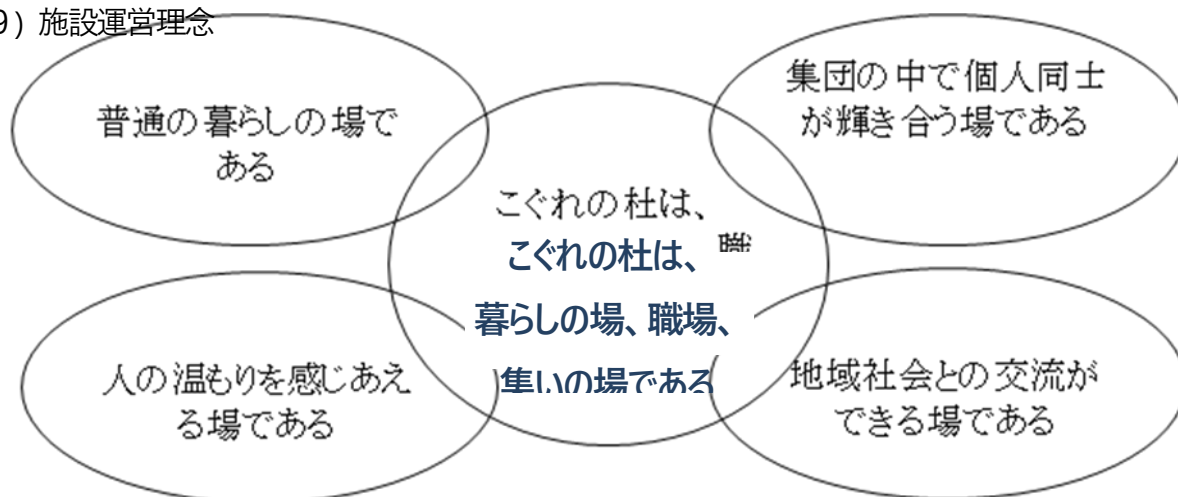 9）施設運営理念
普通の暮らしの場で
ある
集団の中で個人同士
が輝き合う場である
こぐれの杜は、
こぐれの杜は、
暮らしの場、職場、
集いの場である
人の温もりを感じあえ
る場である
地域社会との交流が
できる場である